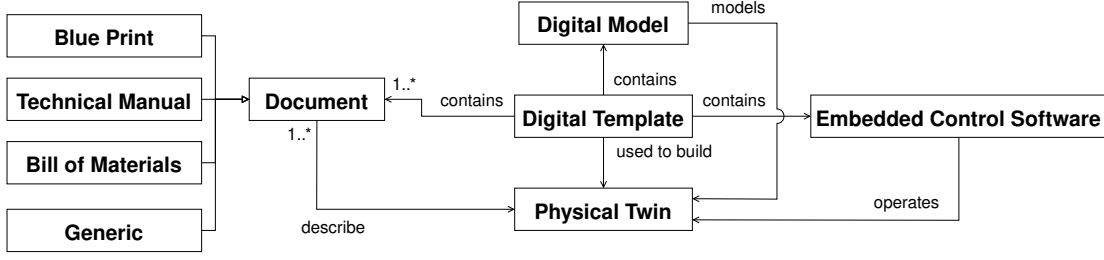 models
Digital Model
Blue Print
1..*
contains
Technical Manual
Document
contains
contains
Digital Template
Embedded Control Software
1..*
used to build
Bill of Materials
Physical Twin
operates
describe
Generic